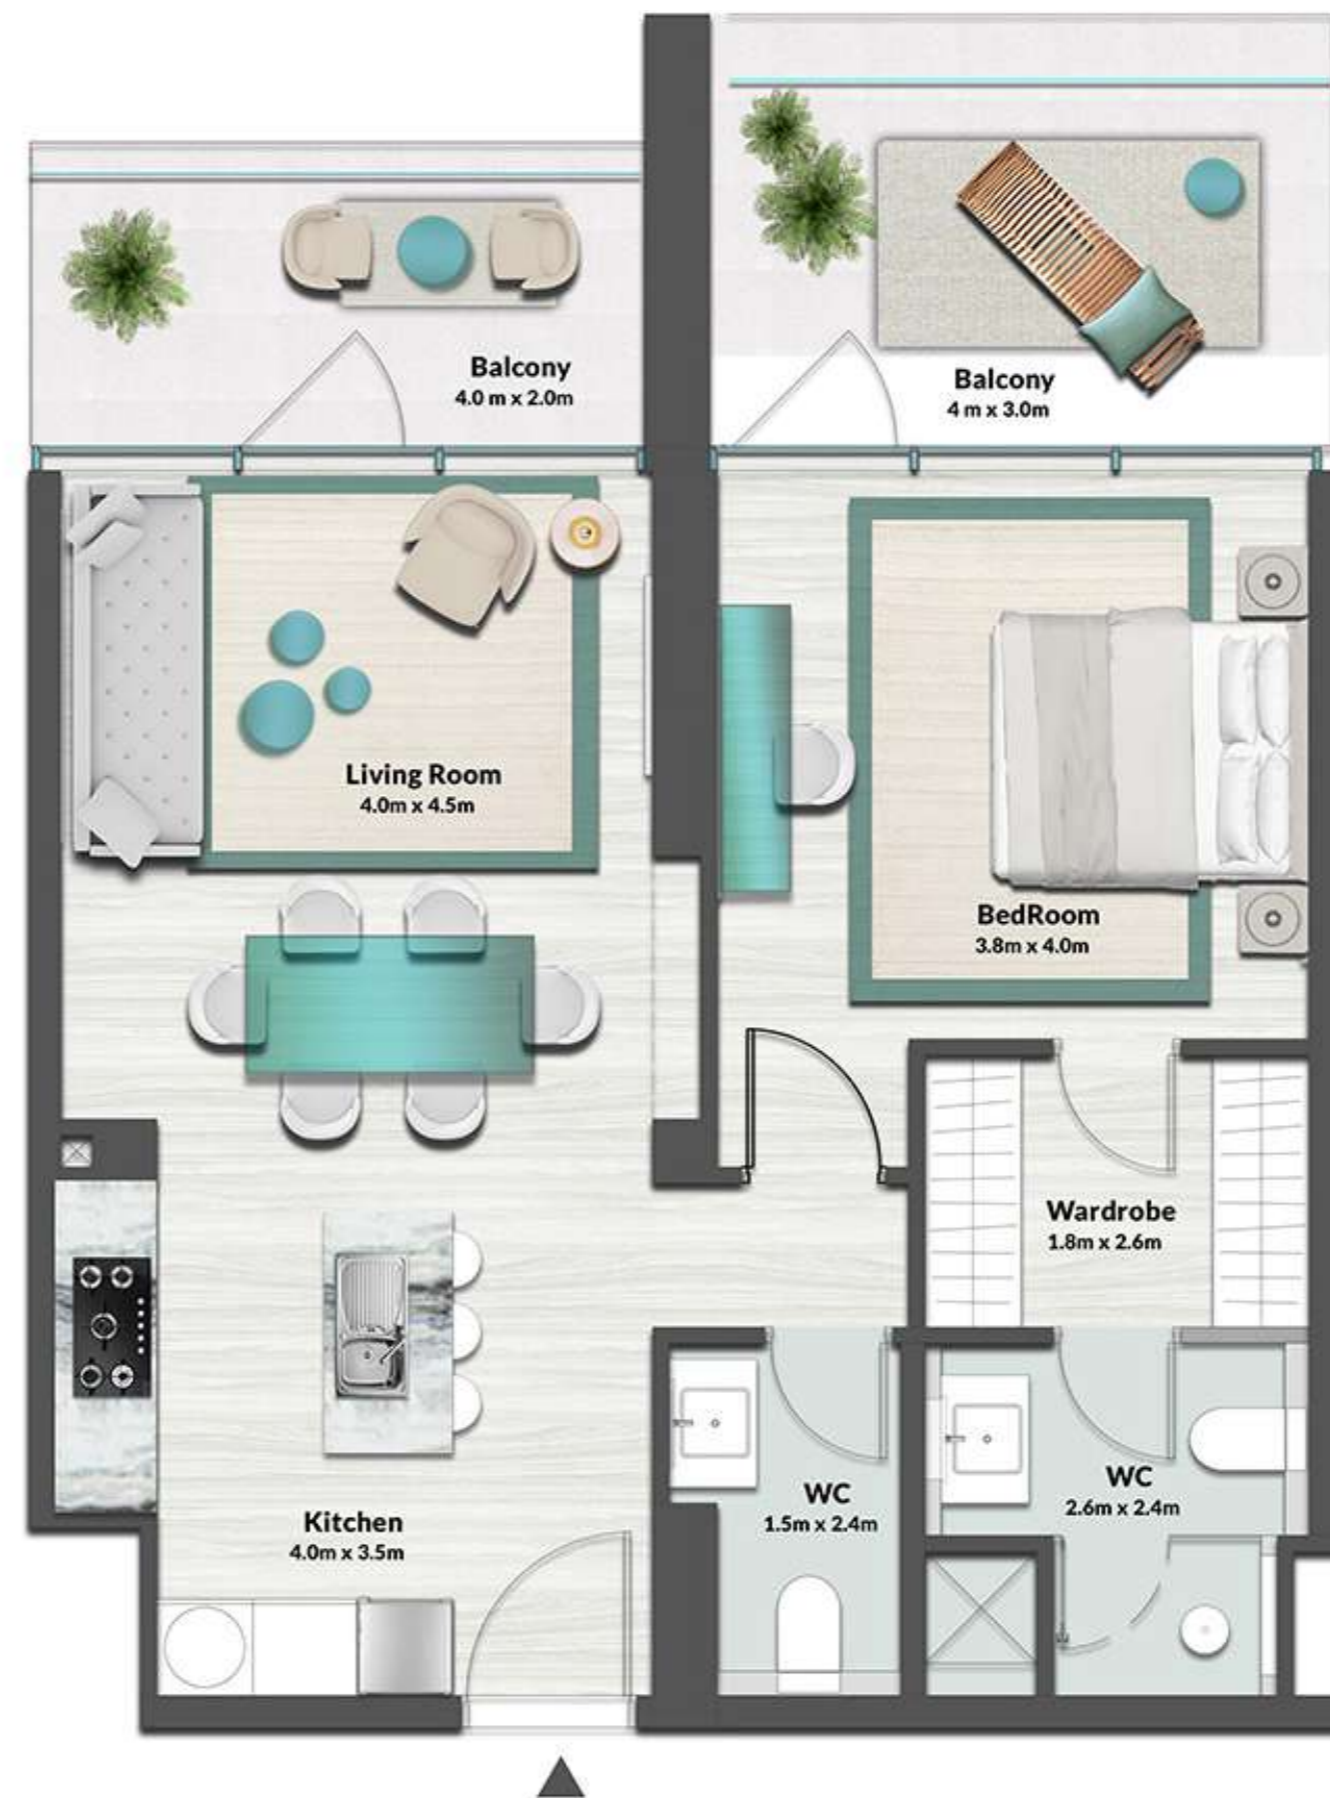 Balcony
4.0 m x 2.0m
Balcony
4 m x 3.0m
Living Room
4.0m x 4.5m
BedRoom
3.8m x 4.0m
Wardrobe
1.8m x 2.6m
WC
1.5m x 2.4m
WC
2.6m x 2.4m
Kitchen
4.0m x 3.5m